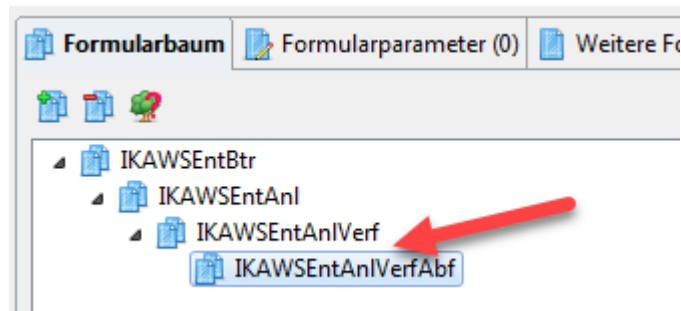 Formularbaum Formularparameter (0) Weitere Fo
IKAWSEntBtr
IKAWSEntAnl
IKAWSEntAnlVerf
IKAWSEntAnlVerfAbf